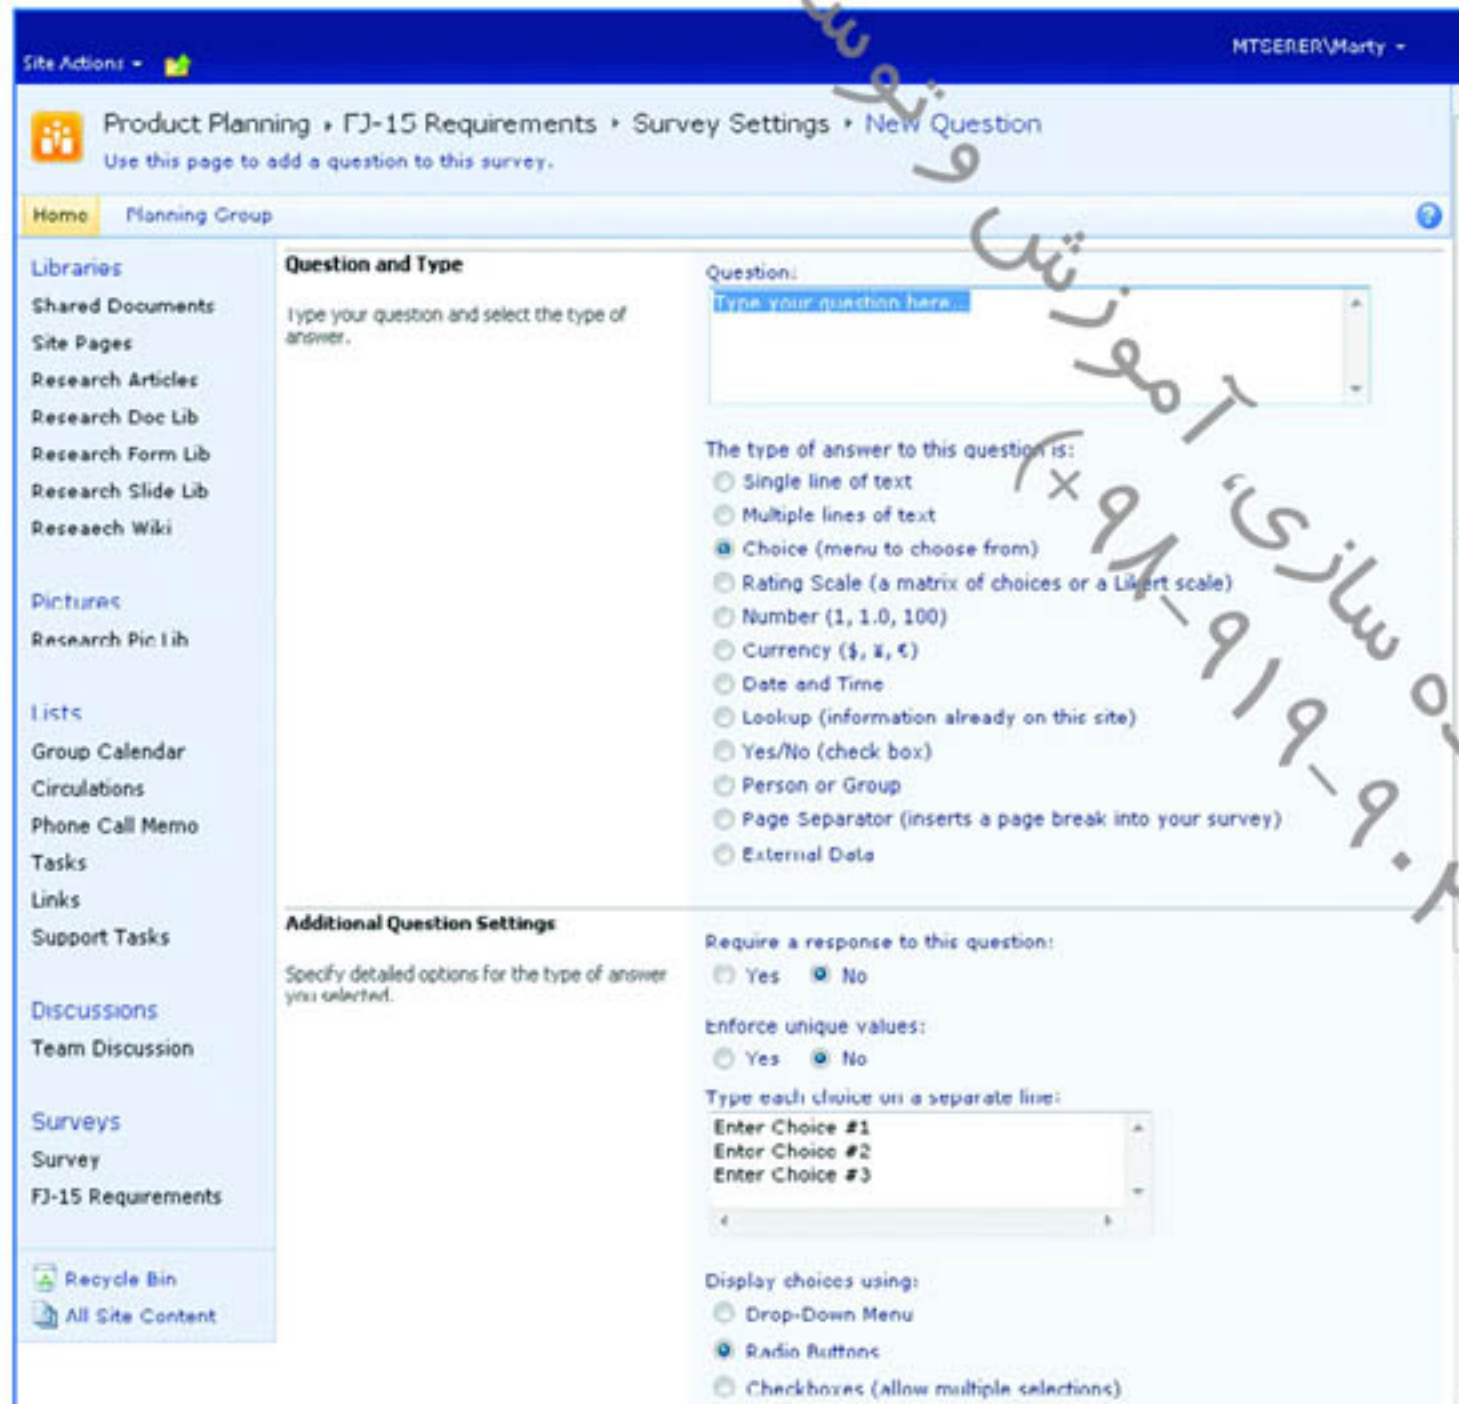 Site Actions
MTSERER\Marty
Product Planning › FJ-15 Requirements › Survey Settings › New Question
Use this page to add a question to this survey.
Home
Planning Group
Libraries
Shared Documents
Site Pages
Research Articles
Research Doc Lib
Research Form Lib
Research Slide Lib
Reseaech Wiki
Pictures
Research Pic Lib
Lists
Group Calendar
Circulations
Phone Call Memo
Tasks
Links
Support Tasks
Discussions
Team Discussion
Surveys
Survey
FJ-15 Requirements
Recycle Bin
All Site Content
Question and Type
Type your question and select the type of
answer.
Question:
Type your question here...
The type of answer to this question is:
Single line of text
Multiple lines of text
Choice (menu to choose from)
Rating Scale (a matrix of choices or a Likert scale)
Number (1, 1.0, 100)
Currency ($, ¥, €)
Date and Time
Lookup (information already on this site)
Yes/No (check box)
Person or Group
Page Separator (inserts a page break into your survey)
External Data
Additional Question Settings
Specify detailed options for the type of answer
you selected.
Require a response to this question:
Yes No
Enforce unique values:
Yes No
Type each choice on a separate line:
Enter Choice #1
Enter Choice #2
Enter Choice #3
Display choices using:
Drop-Down Menu
Radio Buttons
Checkboxes (allow multiple selections)
آموزش